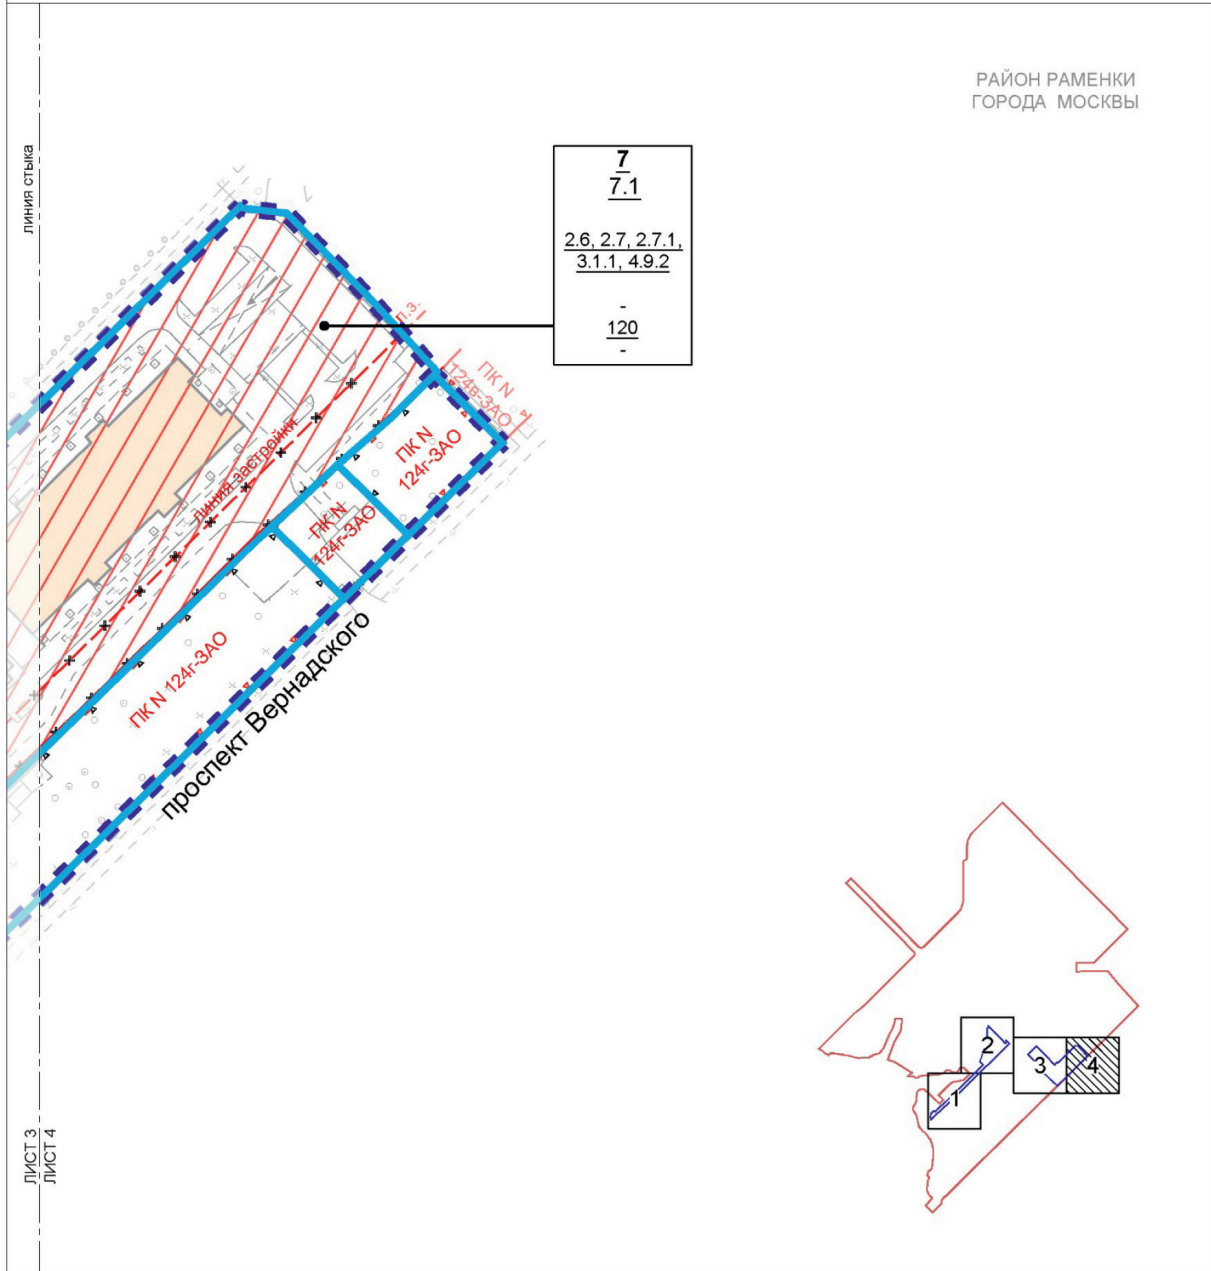 РАЙОН РАМЕНКИ
ГОРОДА МОСКВЫ
линия стыка
7
7.1
2.6, 2.7, 2.7.1,
3.1.1, 4.9.2
-
120
-
п.з.
ПК N
124в-ЗАО
ПК N
124г-ЗАО
линия застройки
ПК N
124г-ЗАО
ПК N 124г-ЗАО
проспект Вернадского
2
3
4
1
ЛИСТ 3
ЛИСТ 4